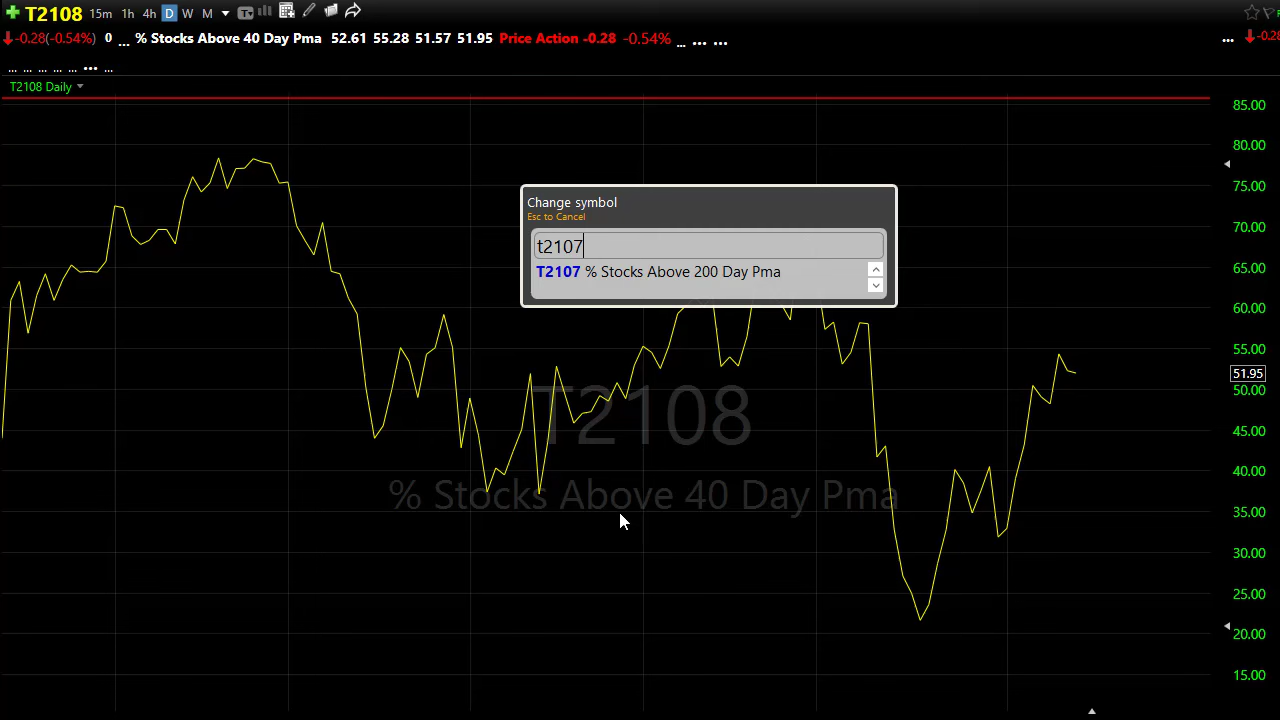 T2108 15m 1h 4h D W M
-0.28(-0.54%) 0 ... % Stocks Above 40 Day Pma 52.61 55.28 51.57 51.95 Price Action -0.28 -0.54% ... ... ... ... -0.28
... ... ... ... ... ... ...
T2108 Daily
85.00
80.00
75.00
70.00
65.00
60.00
55.00
51.95
50.00
45.00
40.00
35.00
30.00
25.00
20.00
15.00
Change symbol
Esc to Cancel
t2107
T2107 % Stocks Above 200 Day Pma
T2108
% Stocks Above 40 Day Pma